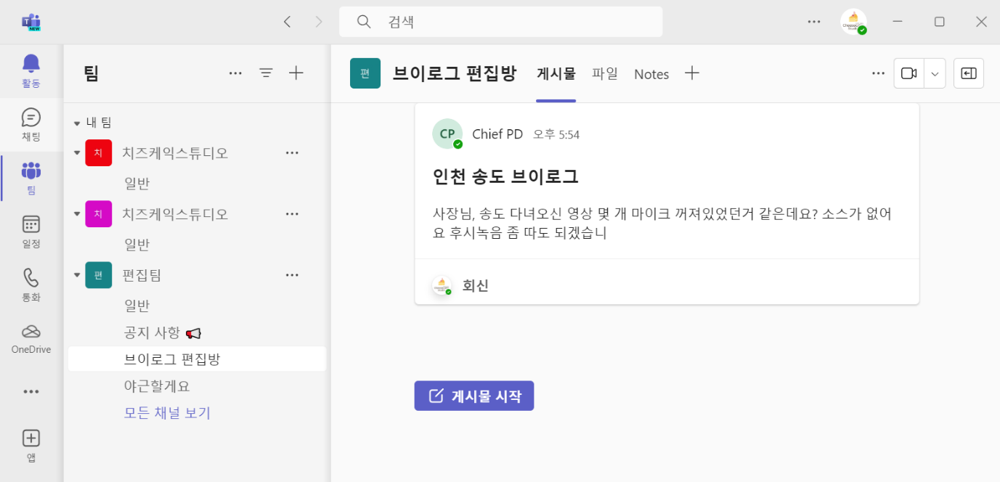 NEW
검색
활동
채팅
팀
일정
통화
OneDrive
앱
팀
내 팀
치 치즈케익스튜디오
일반
치 치즈케익스튜디오
일반
편 편집팀
일반
공지 사항
브이로그 편집방
야근할게요
모든 채널 보기
편 브이로그 편집방 게시물 파일 Notes
CP Chief PD 오후 5:54
인천 송도 브이로그
사장님, 송도 다녀오신 영상 몇 개 마이크 꺼져있었던거 같은데요? 소스가 없어
요 후시녹음 좀 따도 되겠습니
회신
게시물 시작